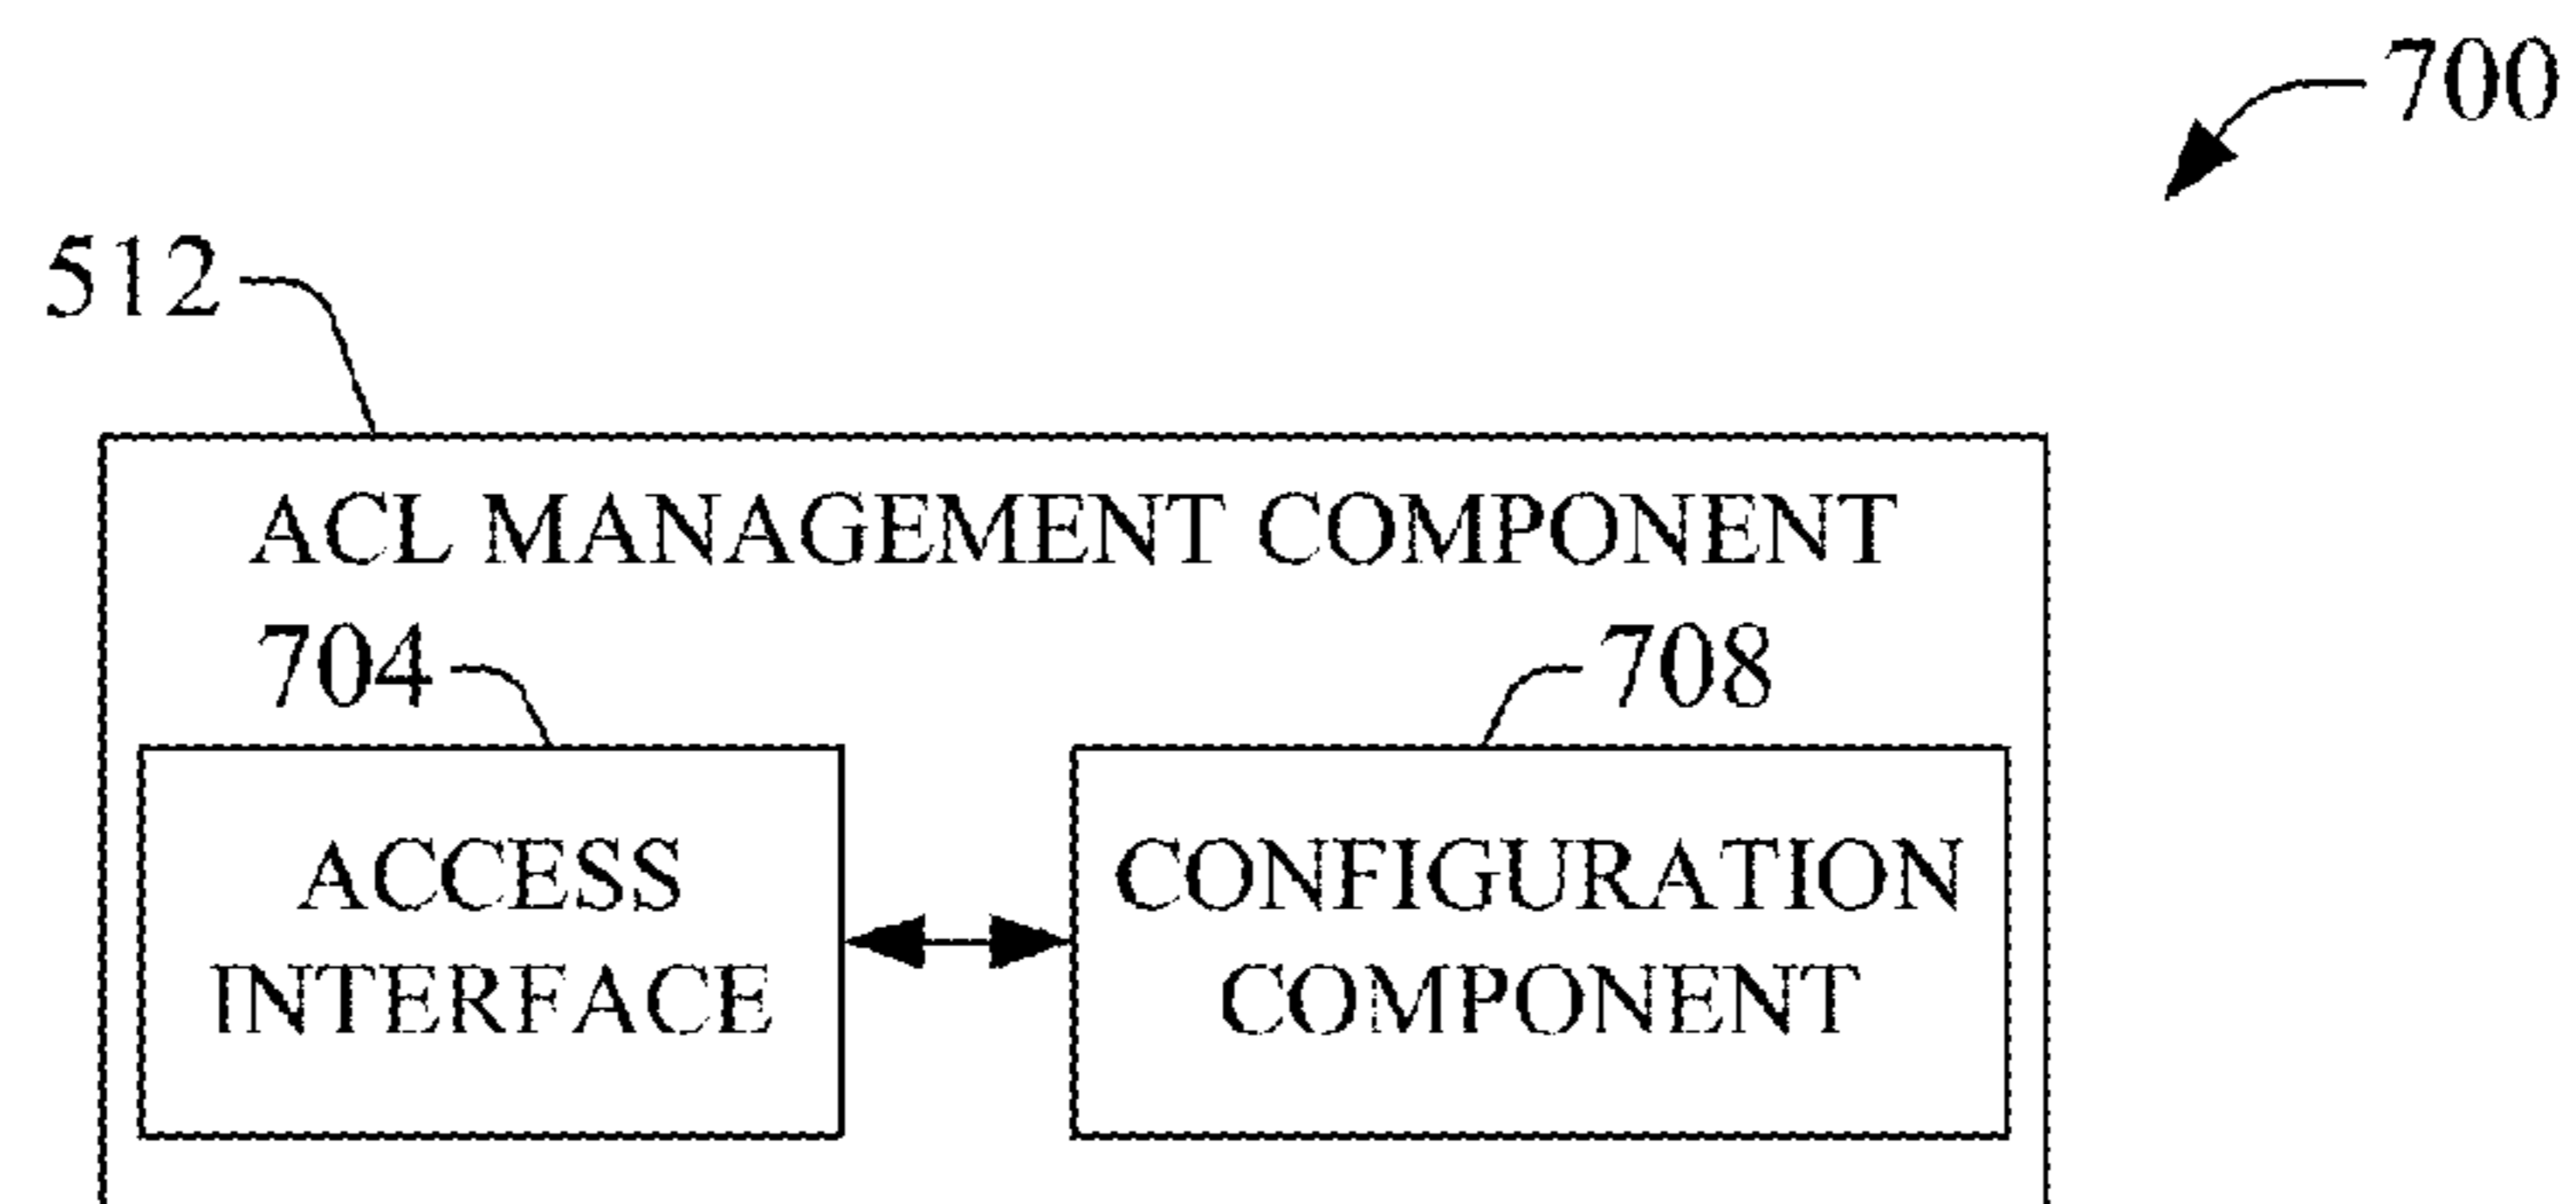 700
512
ACL MANAGEMENT COMPONENT
704
708
ACCESS
INTERFACE
CONFIGURATION
COMPONENT